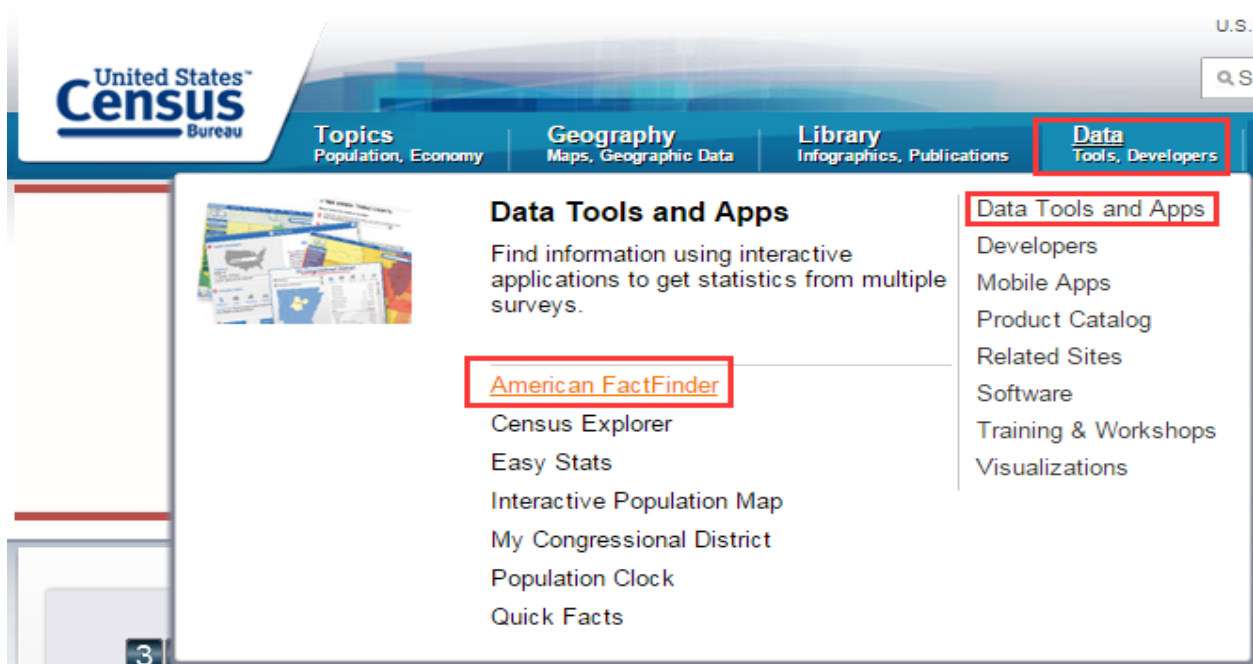 U.S.
United States™
Census
Bureau
S
Topics
Population, Economy
Geography
Maps, Geographic Data
Library
Infographics, Publications
Data
Tools, Developers
Data Tools and Apps
Find information using interactive
applications to get statistics from multiple
surveys.
American FactFinder
Census Explorer
Easy Stats
Interactive Population Map
My Congressional District
Population Clock
Quick Facts
Data Tools and Apps
Developers
Mobile Apps
Product Catalog
Related Sites
Software
Training & Workshops
Visualizations
3